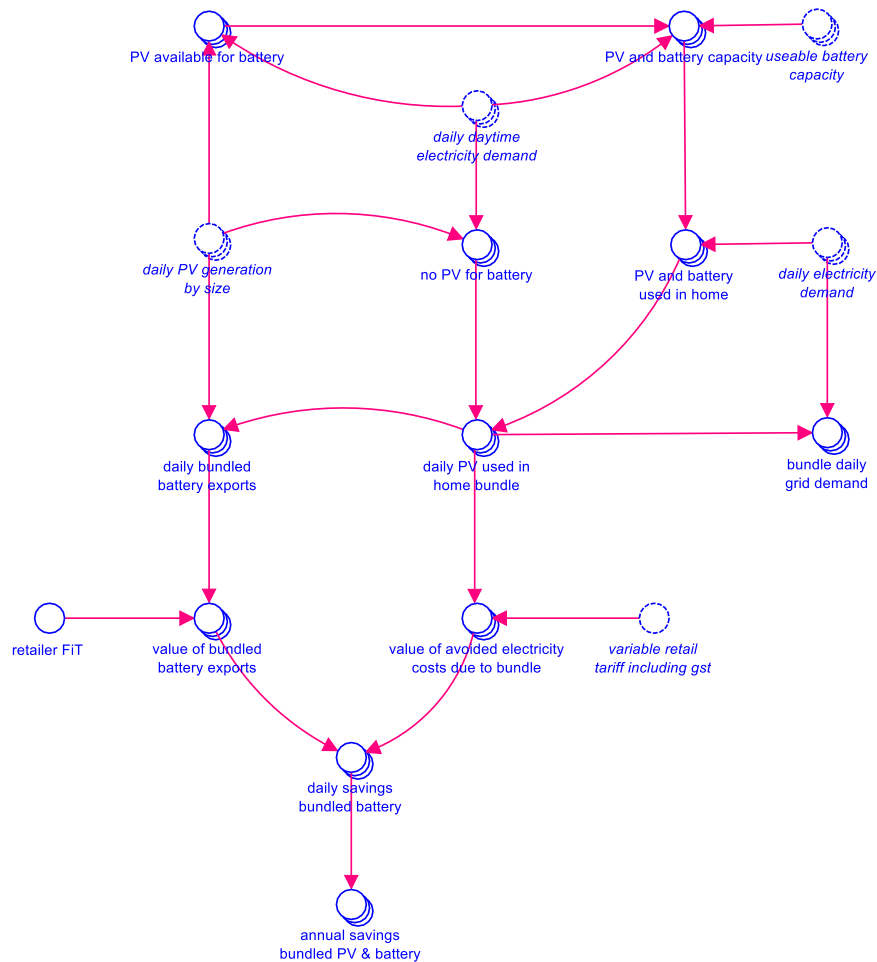 PV available for battery
PV and battery capacity
useable battery
capacity
daily daytime
electricity demand
daily PV generation
by size
no PV for battery
PV and battery
used in home
daily electricity
demand
daily bundled
battery exports
daily PV used in
home bundle
bundle daily
grid demand
retailer FiT
value of bundled
battery exports
value of avoided electricity
costs due to bundle
variable retail
tariff including gst
daily savings
bundled battery
annual savings
bundled PV & battery